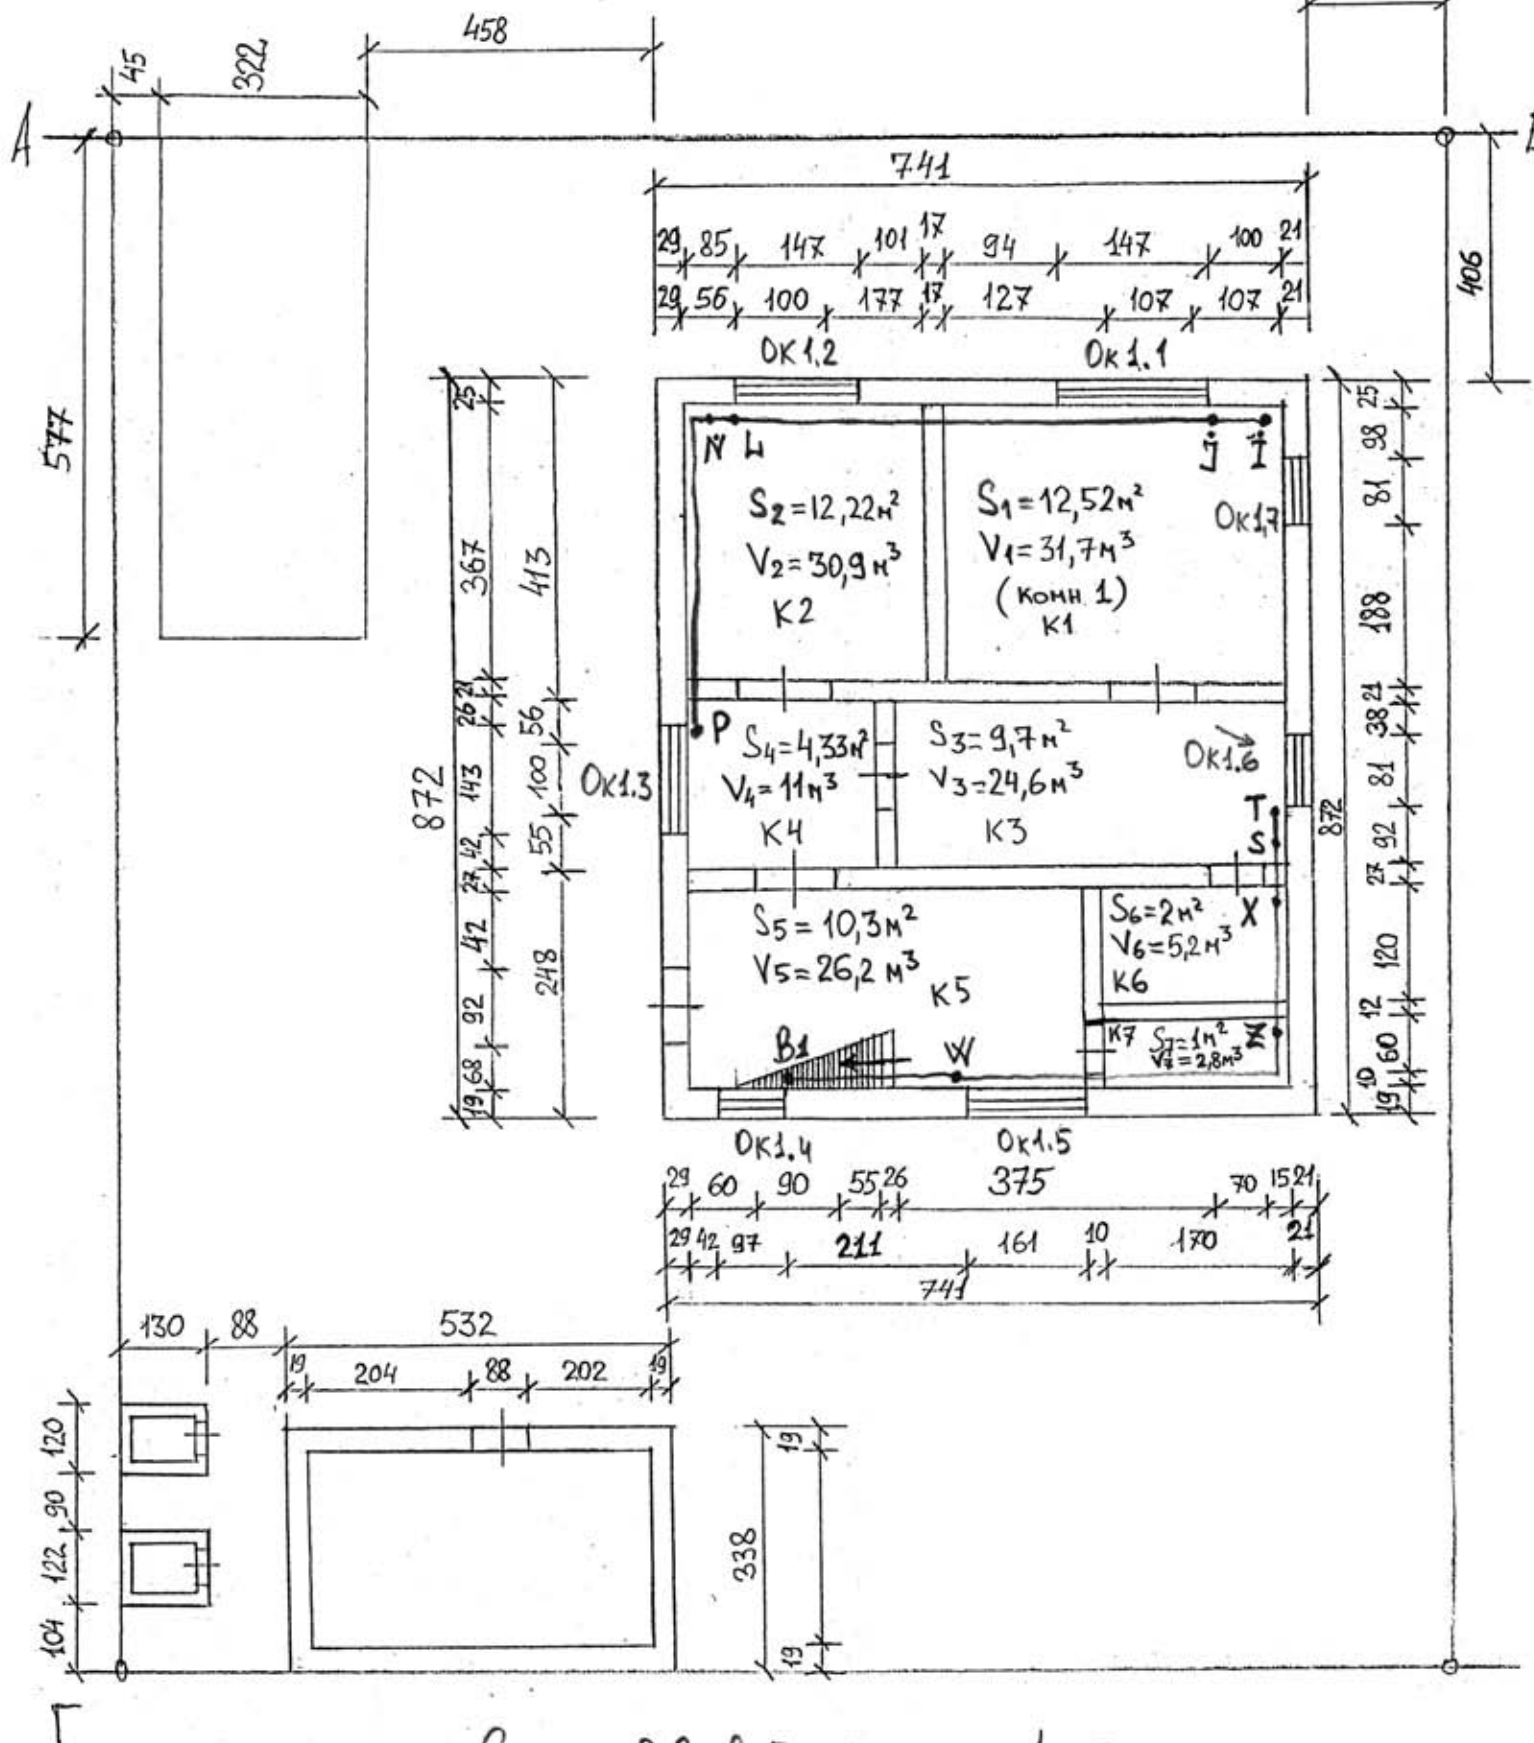 458
45
322
А
741
29 85 147 101 17 94 147 100 21
29 56 100 177 17 127 107 107 21
406
577
Ок1.2
Ок1.1
N L
J I
S2=12,22м²
V2=30,9м³
К2
S1=12,52м²
V1=31,7м³
(комн 1)
К1
Ок1,7
872
25
367
21
26
143
42
27
42
92
68
19
413
56
100
55
248
Ок1.3
P
S4=4,33м²
V4=11м³
К4
S3=9,7м²
V3=24,6м³
К3
Ок1.6
T
S
X
S5=10,3м²
V5=26,2м³
К5
S6=2м²
V6=5,2м³
К6
К7 S7=1м²
V7=2,8м³
Z
B1
W
25
98
81
188
21
38
81
92
27
120
12
60
10
19
872
Ок1.4
Ок1.5
29 60 90 55 26 375 70 15 21
29 42 97 211 161 10 170 21
741
130 88 532
19 204 88 202 19
120
90
122
104
338
19
19
Г